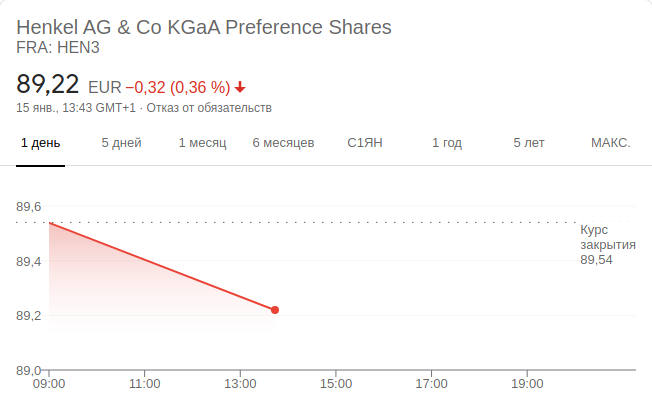 Henkel AG & Co KGaA Preference Shares
FRA: HEN3
89,22 EUR −0,32 (0,36 %)
15 янв., 13:43 GMT+1 · Отказ от обязательств
1 день 5 дней 1 месяц 6 месяцев С1ЯН 1 год 5 лет МАКС.
89,6
Курс
закрытия
89,54
89,4
89,2
89,0
09:00 11:00 13:00 15:00 17:00 19:00